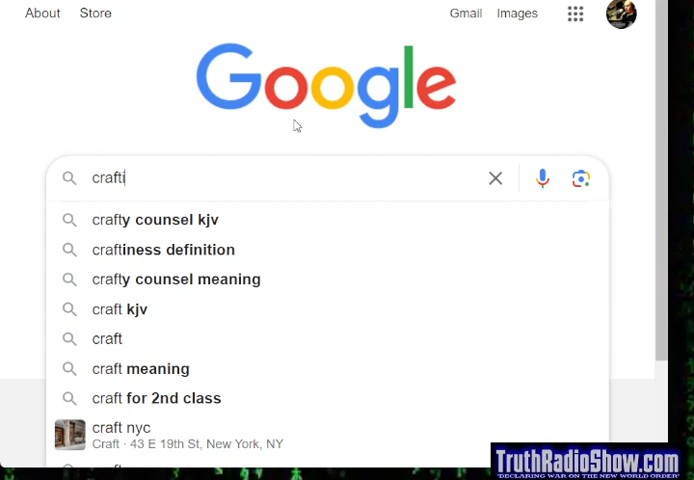 About Store Gmail Images
Google
crafti
crafty counsel kjv
craftiness definition
crafty counsel meaning
craft kjv
craft
craft meaning
craft for 2nd class
craft nyc
Craft · 43 E 19th St, New York, NY
TruthRadioShow.com
"DECLARING WAR ON THE NEW WORLD ORDER"